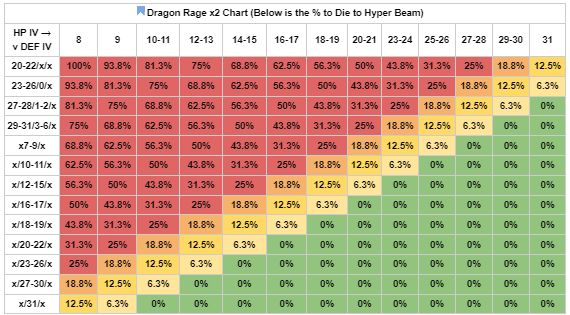 Dragon Rage x2 Chart (Below is the % to Die to Hyper Beam)
HP IV → v DEF IV 8 9 10-11 12-13 14-15 16-17 18-19 20-21 23-24 25-26 27-28 29-30 31
20-22/x/x 100% 93.8% 81.3% 75% 68.8% 62.5% 56.3% 50% 43.8% 31.3% 25% 18.8% 12.5%
23-26/0/x 93.8% 81.3% 75% 68.8% 62.5% 56.3% 50% 43.8% 31.3% 25% 18.8% 12.5% 6.3%
27-28/1-2/x 81.3% 75% 68.8% 62.5% 56.3% 50% 43.8% 31.3% 25% 18.8% 12.5% 6.3% 0%
29-31/3-6/x 75% 68.8% 62.5% 56.3% 50% 43.8% 31.3% 25% 18.8% 12.5% 6.3% 0% 0%
x7-9/x 68.8% 62.5% 56.3% 50% 43.8% 31.3% 25% 18.8% 12.5% 6.3% 0% 0% 0%
x/10-11/x 62.5% 56.3% 50% 43.8% 31.3% 25% 18.8% 12.5% 6.3% 0% 0% 0% 0%
x/12-15/x 56.3% 50% 43.8% 31.3% 25% 18.8% 12.5% 6.3% 0% 0% 0% 0% 0%
x/16-17/x 50% 43.8% 31.3% 25% 18.8% 12.5% 6.3% 0% 0% 0% 0% 0% 0%
x/18-19/x 43.8% 31.3% 25% 18.8% 12.5% 6.3% 0% 0% 0% 0% 0% 0% 0%
x/20-22/x 31.3% 25% 18.8% 12.5% 6.3% 0% 0% 0% 0% 0% 0% 0% 0%
x/23-26/x 25% 18.8% 12.5% 6.3% 0% 0% 0% 0% 0% 0% 0% 0% 0%
x/27-30/x 18.8% 12.5% 6.3% 0% 0% 0% 0% 0% 0% 0% 0% 0% 0%
x/31/x 12.5% 6.3% 0% 0% 0% 0% 0% 0% 0% 0% 0% 0% 0%